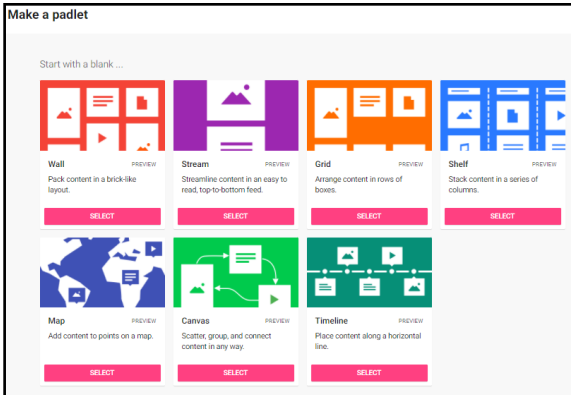 Make a padlet
Start with a blank ...
Wall PREVIEW
Pack content in a brick-like
layout.
SELECT
Stream PREVIEW
Streamline content in an easy to
read, top-to-bottom feed.
SELECT
Grid PREVIEW
Arrange content in rows of
boxes.
SELECT
Shelf PREVIEW
Stack content in a series of
columns.
SELECT
Map PREVIEW
Add content to points on a map.
SELECT
Canvas PREVIEW
Scatter, group, and connect
content in any way.
SELECT
Timeline PREVIEW
Place content along a horizontal
line.
SELECT